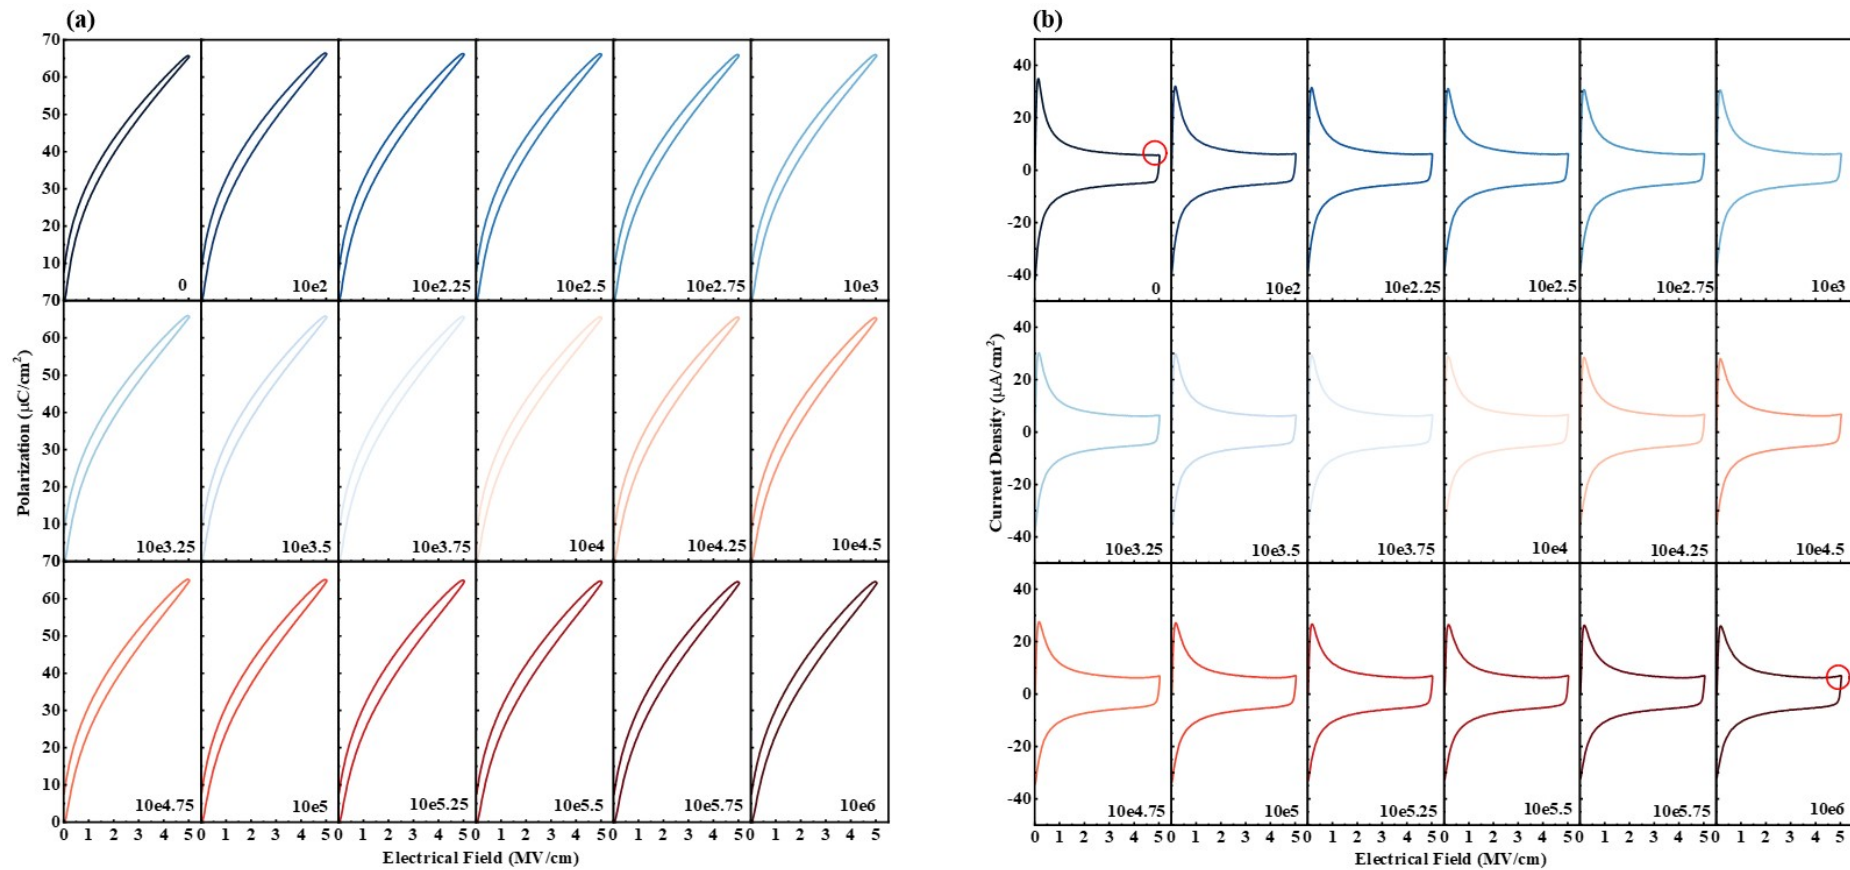 (a)
Polarization (μC/cm²)
70
60
50
40
30
20
10
0
10e2
10e2.25
10e2.5
10e2.75
10e3
70
60
50
40
30
20
10
10e3.25
10e3.5
10e3.75
10e4
10e4.25
10e4.5
70
60
50
40
30
20
10
0
10e4.75
10e5
10e5.25
10e5.5
10e5.75
10e6
0 1 2 3 4 5 0 1 2 3 4 5 0 1 2 3 4 5 0 1 2 3 4 5 0 1 2 3 4 5 0 1 2 3 4 5
Electrical Field (MV/cm)
(b)
Current Density (μA/cm²)
40
20
0
-20
-40
0
10e2
10e2.25
10e2.5
10e2.75
10e3
40
20
0
-20
-40
10e3.25
10e3.5
10e3.75
10e4
10e4.25
10e4.5
40
20
0
-20
-40
10e4.75
10e5
10e5.25
10e5.5
10e5.75
10e6
0 1 2 3 4 5 0 1 2 3 4 5 0 1 2 3 4 5 0 1 2 3 4 5 0 1 2 3 4 5 0 1 2 3 4 5
Electrical Field (MV/cm)